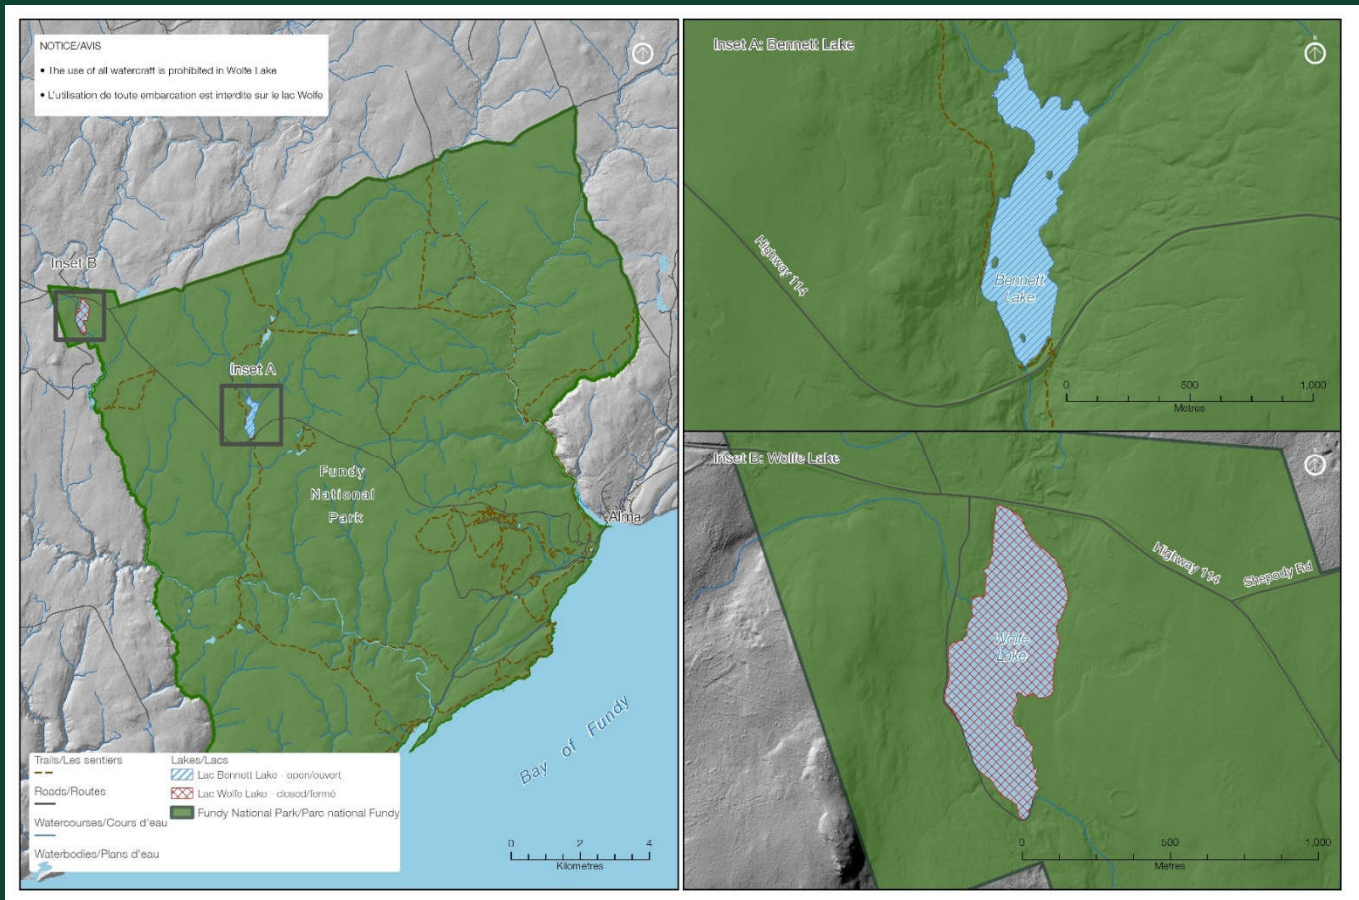 NOTICE/AVIS
• The use of all watercraft is prohibited in Wolfe Lake
• L'utilisation de toute embarcation est interdite sur le lac Wolfe
N
Inset B
Inset A
Fundy
National
Park
Alma
Bay of Fundy
Trails/Les sentiers
Roads/Routes
Watercourses/Cours d'eau
Waterbodies/Plans d'eau
Lakes/Lacs
Lac Bennett Lake - open/ouvert
Lac Wolfe Lake - closed/fermé
Fundy National Park/Parc national Fundy
0 2 4
Kilometres
Inset A: Bennett Lake
N
Highway 114
Bennett
Lake
0 500 1,000
Metres
Inset B: Wolfe Lake
N
Highway 114
Shepody Rd
Wolfe
Lake
0 500 1,000
Metres